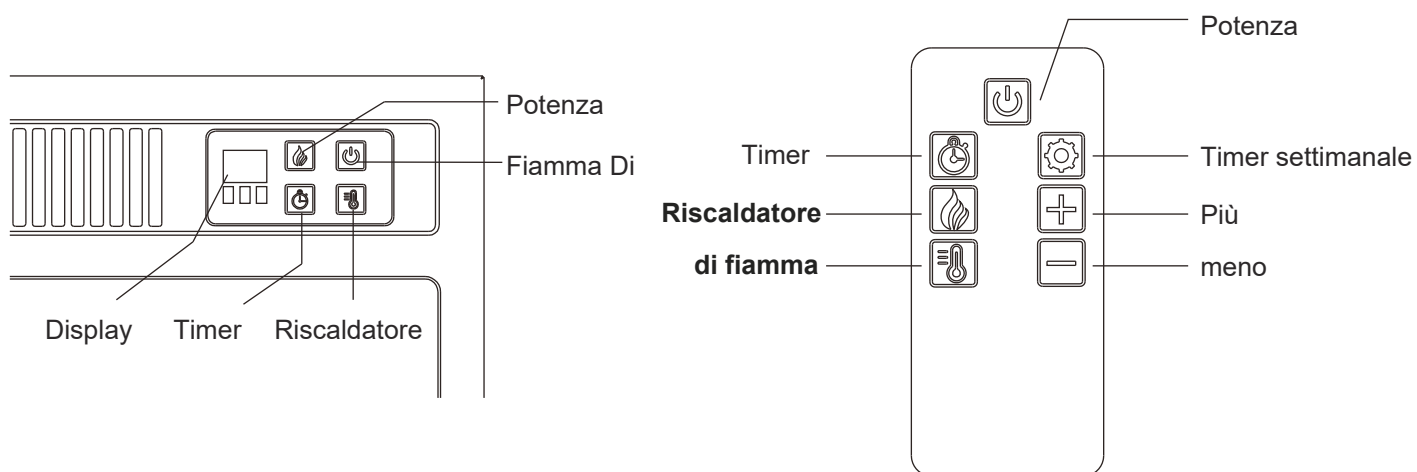 Potenza
Fiamma Di
Display
Timer
Riscaldatore
Potenza
Timer
Timer settimanale
Riscaldatore
Più
di fiamma
meno